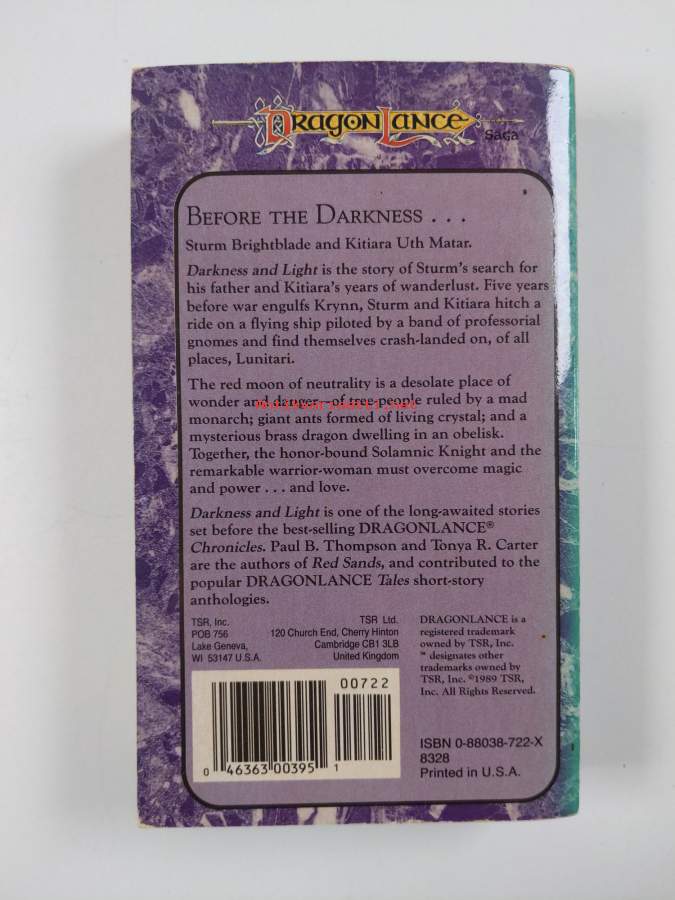 DRAGONLANCE
Saga
BEFORE THE DARKNESS . . .
Sturm Brightblade and Kitiara Uth Matar.
Darkness and Light is the story of Sturm's search for
his father and Kitiara's years of wanderlust. Five years
before war engulfs Krynn, Sturm and Kitiara hitch a
ride on a flying ship piloted by a band of professorial
gnomes and find themselves crash-landed on, of all
places, Lunitari.
The red moon of neutrality is a desolate place of
wonder and danger--of tree-people ruled by a mad
monarch; giant ants formed of living crystal; and a
mysterious brass dragon dwelling in an obelisk.
Together, the honor-bound Solamnic Knight and the
remarkable warrior-woman must overcome magic
and power . . . and love.
Darkness and Light is one of the long-awaited stories
set before the best-selling DRAGONLANCE®
Chronicles. Paul B. Thompson and Tonya R. Carter
are the authors of Red Sands, and contributed to the
popular DRAGONLANCE Tales short-story
anthologies.
TSR, Inc.
POB 756
Lake Geneva,
WI 53147 U.S.A.
TSR Ltd.
120 Church End, Cherry Hinton
Cambridge CB1 3LB
United Kingdom
DRAGONLANCE is a
registered trademark
owned by TSR, Inc.
™ designates other
trademarks owned by
TSR, Inc. ©1989 TSR,
Inc. All Rights Reserved.
00722
0 46363 00395 1
ISBN 0-88038-722-X
8328
Printed in U.S.A.